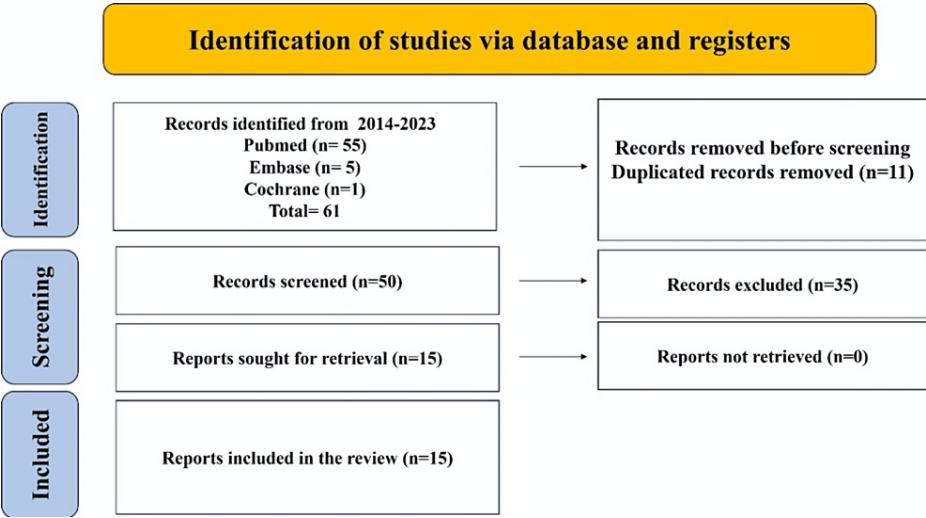 Identification of studies via database and registers
Identification
Records identified from 2014-2023
Pubmed (n= 55)
Embase (n= 5)
Cochrane (n=1)
Total= 61
Records removed before screening
Duplicated records removed (n=11)
Screening
Records screened (n=50)
Records excluded (n=35)
Reports sought for retrieval (n=15)
Reports not retrieved (n=0)
Included
Reports included in the review (n=15)